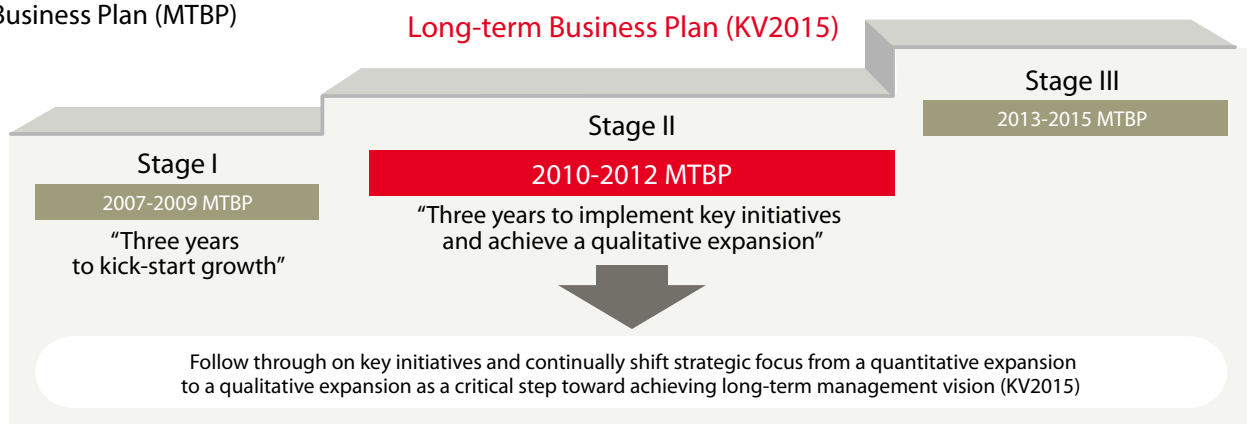 Business Plan (MTBP)
Long-term Business Plan (KV2015)
Stage I
2007-2009 MTBP
“Three years
to kick-start growth”
Stage II
2010-2012 MTBP
“Three years to implement key initiatives
and achieve a qualitative expansion”
Stage III
2013-2015 MTBP
Follow through on key initiatives and continually shift strategic focus from a quantitative expansion
to a qualitative expansion as a critical step toward achieving long-term management vision (KV2015)